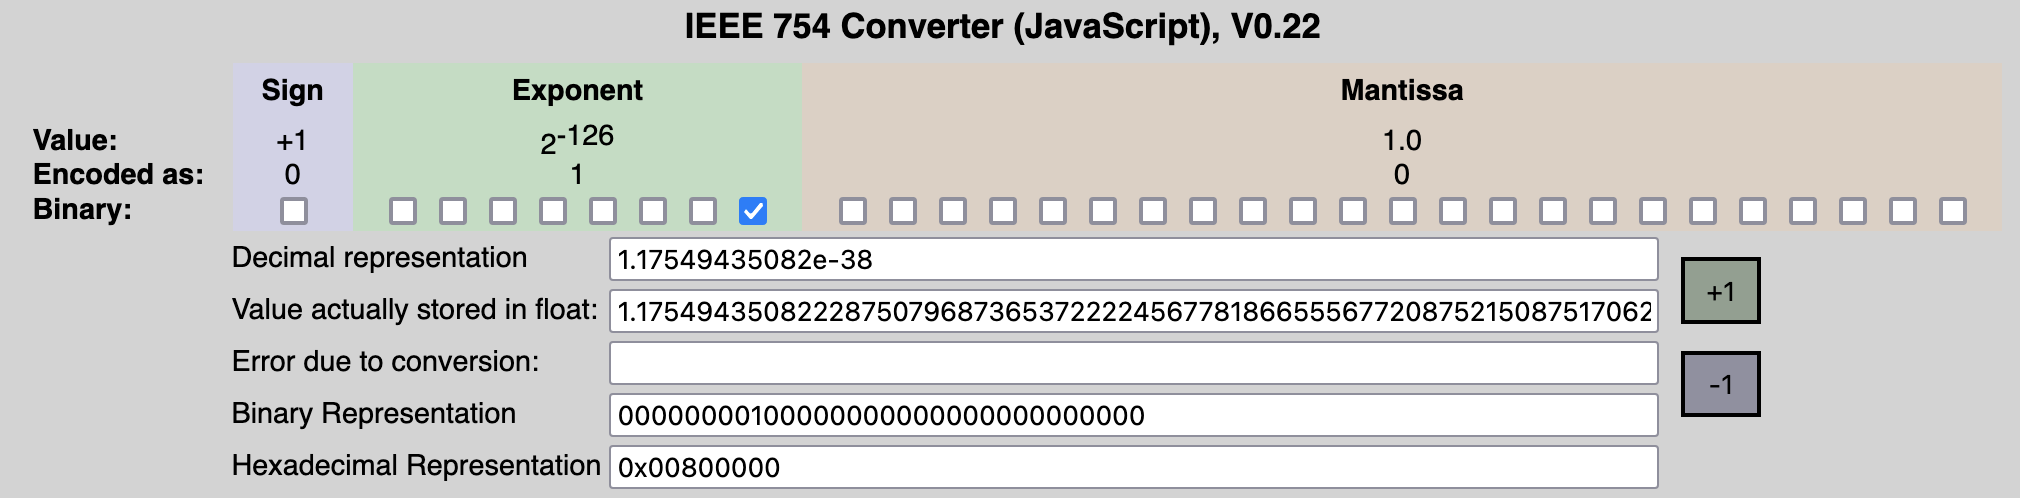 IEEE 754 Converter (JavaScript), V0.22
Sign Exponent Mantissa
Value: +1 2-126 1.0
Encoded as: 0 1 0
Binary:
Decimal representation 1.17549435082e-38
Value actually stored in float: 1.1754943508222875079687365372222456778186655567720875215087517062
Error due to conversion:
Binary Representation 00000000100000000000000000000000
Hexadecimal Representation 0x00800000
+1
-1